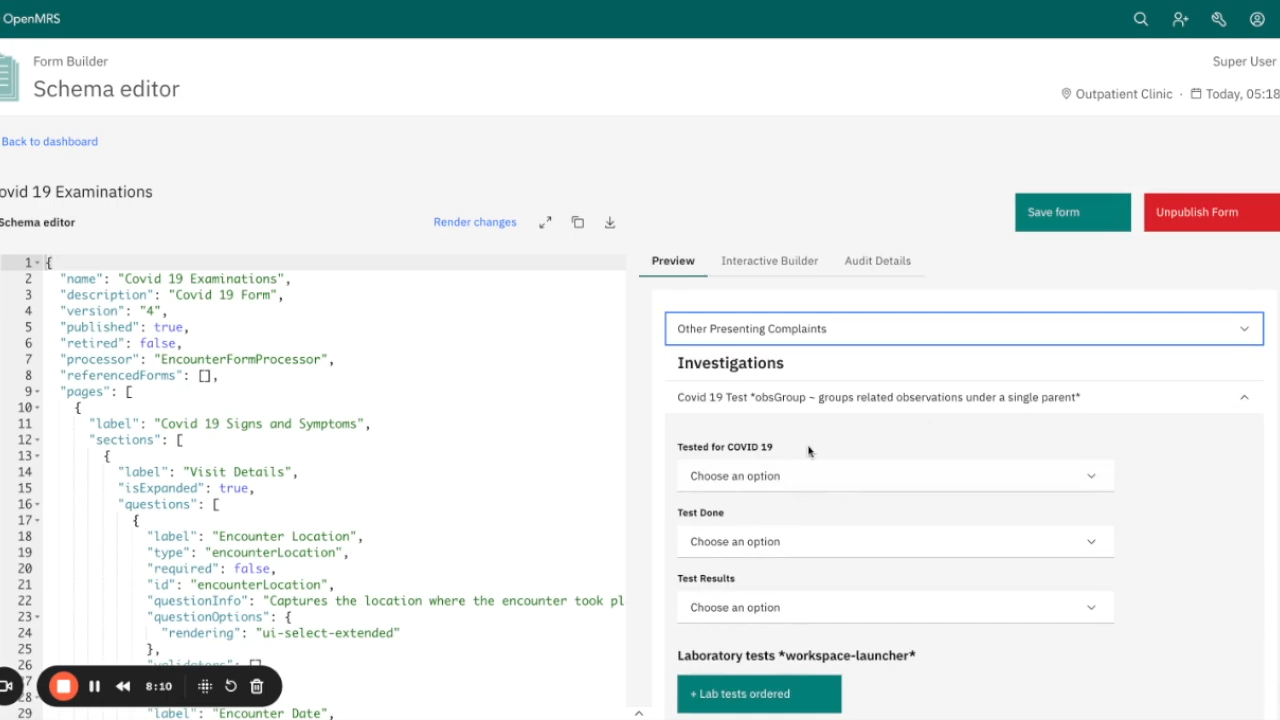 OpenMRS
Form Builder
Schema editor
Super User
Outpatient Clinic · Today, 05:18
Back to dashboard
ovid 19 Examinations
Schema editor
Render changes
Save form
Unpublish Form
Preview
Interactive Builder
Audit Details
1 {
2 "name": "Covid 19 Examinations",
3 "description": "Covid 19 Form",
4 "version": "4",
5 "published": true,
6 "retired": false,
7 "processor": "EncounterFormProcessor",
8 "referencedForms": [],
9 "pages": [
10 {
11 "label": "Covid 19 Signs and Symptoms",
12 "sections": [
13 {
14 "label": "Visit Details",
15 "isExpanded": true,
16 "questions": [
17 {
18 "label": "Encounter Location",
19 "type": "encounterLocation",
20 "required": false,
21 "id": "encounterLocation",
22 "questionInfo": "Captures the location where the encounter took pl
23 "questionOptions": {
24 "rendering": "ui-select-extended"
25 },
26 "validators": []
29 "label": "Encounter Date",
8:10
Other Presenting Complaints
Investigations
Covid 19 Test *obsGroup ~ groups related observations under a single parent*
Tested for COVID 19
Choose an option
Test Done
Choose an option
Test Results
Choose an option
Laboratory tests *workspace-launcher*
+ Lab tests ordered